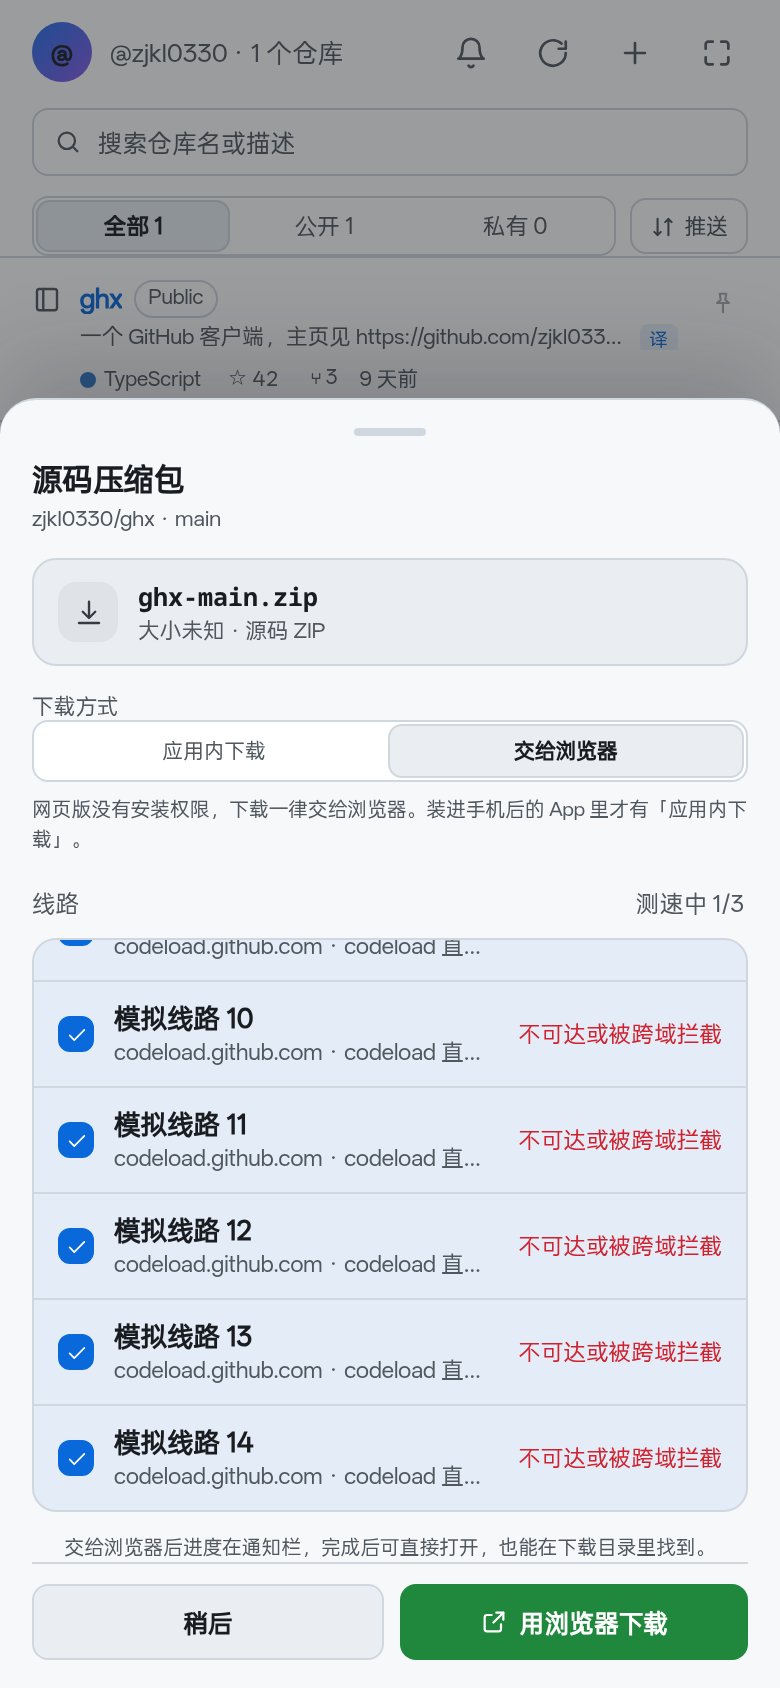 @ @zjkl0330 · 1 个仓库
搜索仓库名或描述
全部 1 公开 1 私有 0 推送
ghx Public
一个 GitHub 客户端，主页见 https://github.com/zjkl033... 译
TypeScript ☆ 42 3 9 天前
源码压缩包
zjkl0330/ghx · main
ghx-main.zip
大小未知 · 源码 ZIP
下载方式
应用内下载 交给浏览器
网页版没有安装权限，下载一律交给浏览器。装进手机后的 App 里才有「应用内下
载」。
线路 测速中 1/3
codeload.github.com · codeload 直...
模拟线路 10
codeload.github.com · codeload 直... 不可达或被跨域拦截
模拟线路 11
codeload.github.com · codeload 直... 不可达或被跨域拦截
模拟线路 12
codeload.github.com · codeload 直... 不可达或被跨域拦截
模拟线路 13
codeload.github.com · codeload 直... 不可达或被跨域拦截
模拟线路 14
codeload.github.com · codeload 直... 不可达或被跨域拦截
交给浏览器后进度在通知栏，完成后可直接打开，也能在下载目录里找到。
稍后 用浏览器下载